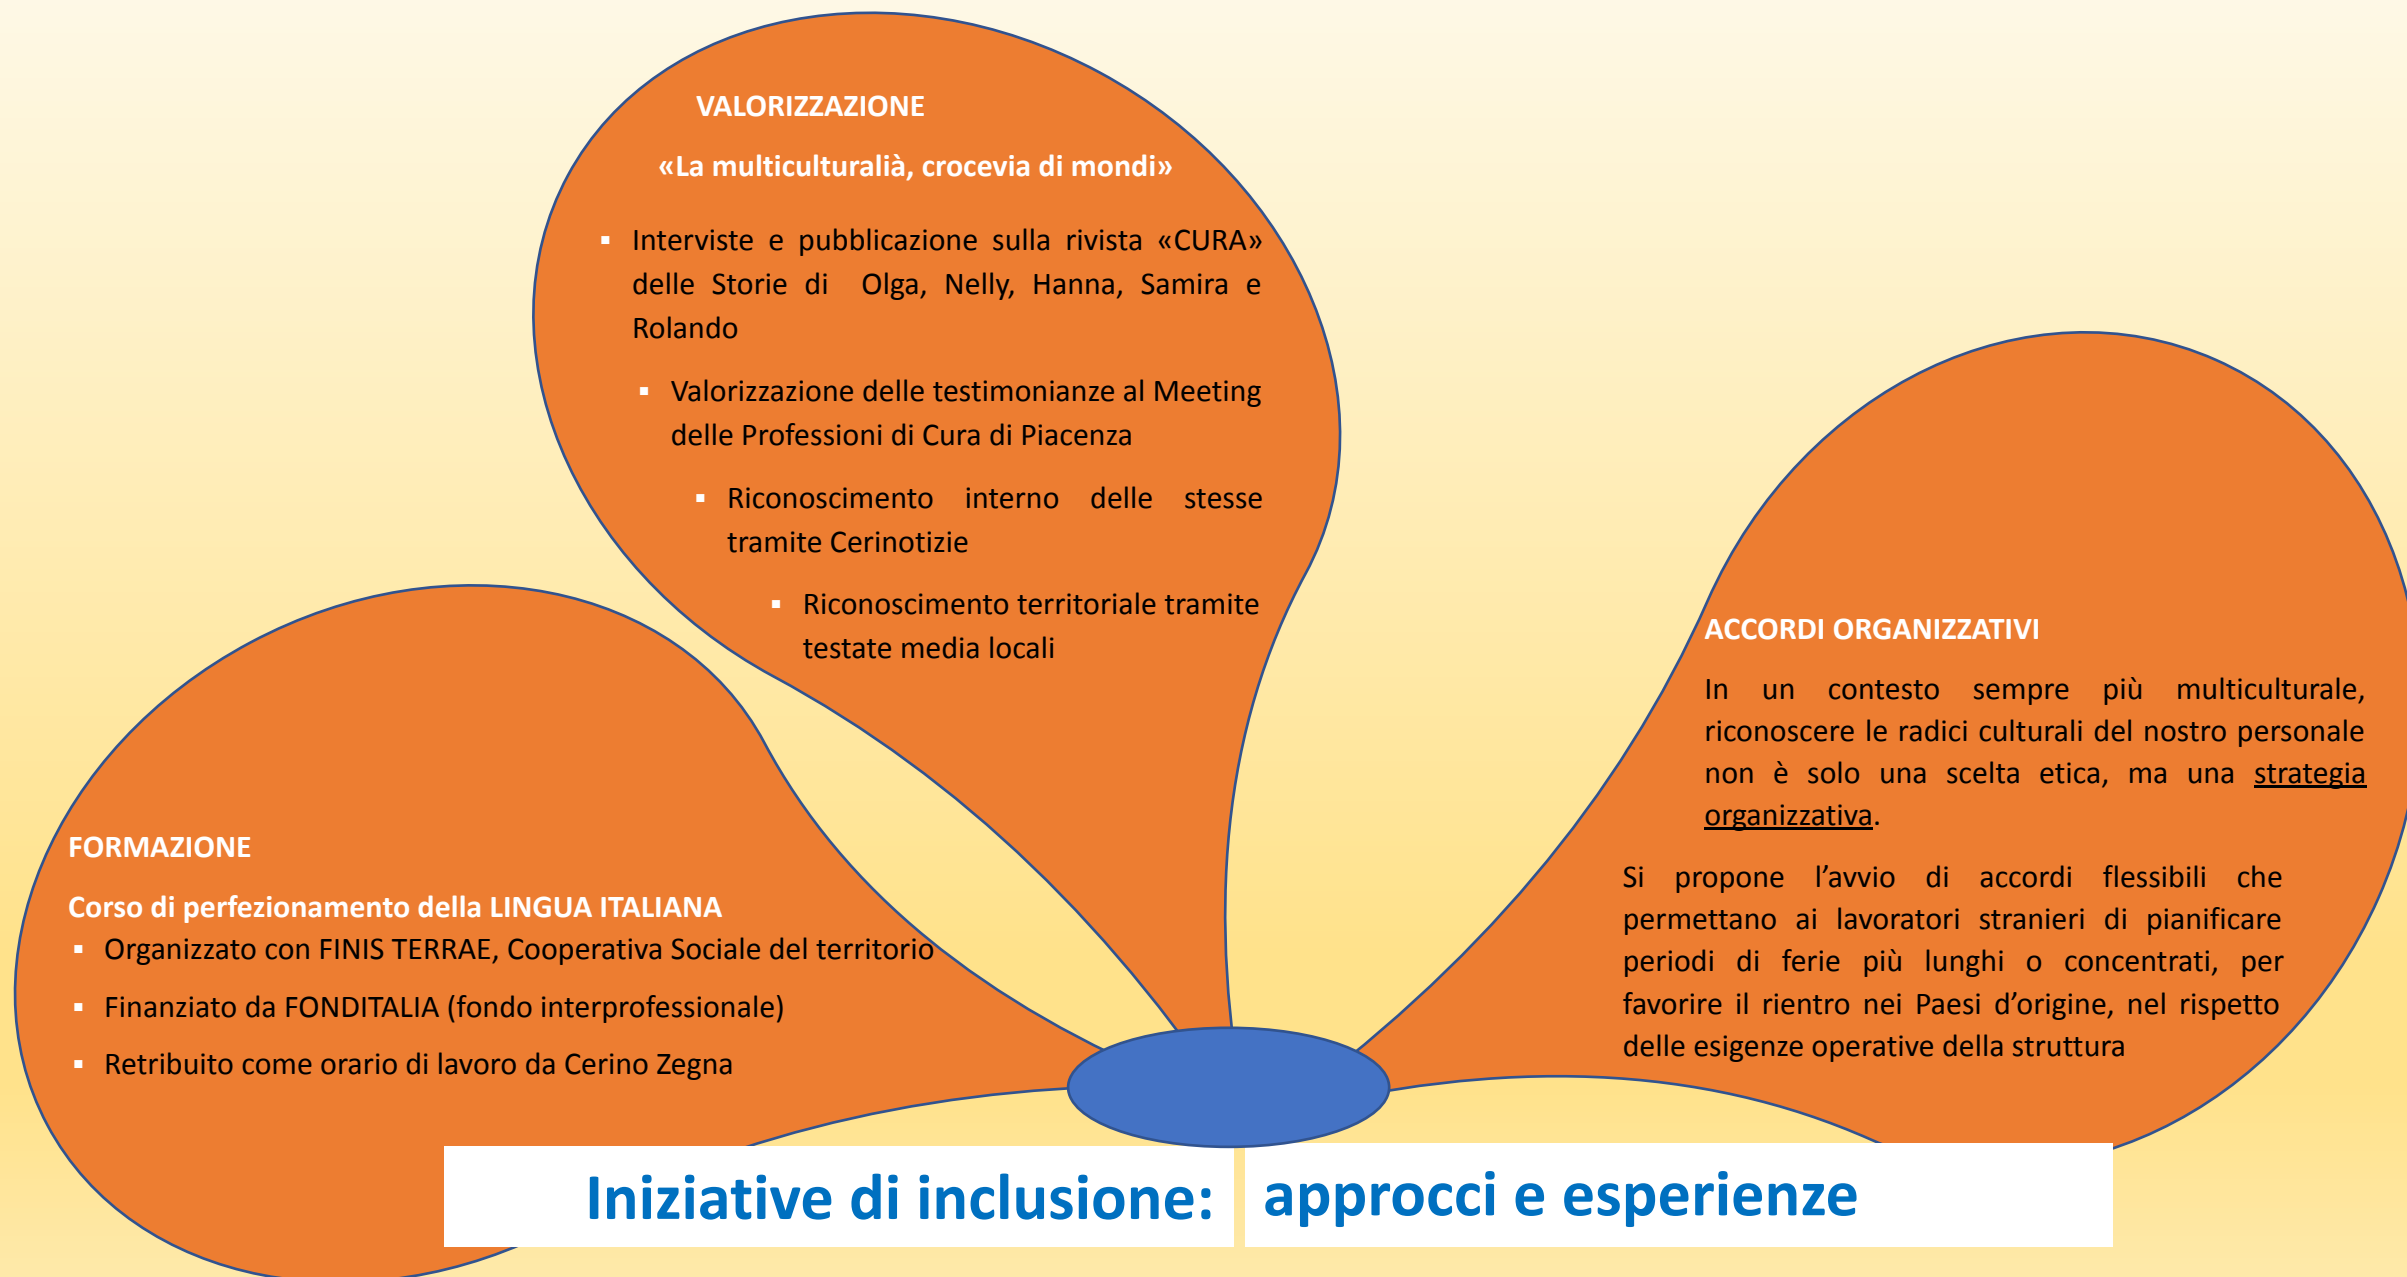 VALORIZZAZIONE
«La multiculturalià, crocevia di mondi»
▪ Interviste e pubblicazione sulla rivista «CURA»
delle Storie di Olga, Nelly, Hanna, Samira e
Rolando
▪ Valorizzazione delle testimonianze al Meeting
delle Professioni di Cura di Piacenza
▪ Riconoscimento interno delle stesse
tramite Cerinotizie
▪ Riconoscimento territoriale tramite
testate media locali
FORMAZIONE
Corso di perfezionamento della LINGUA ITALIANA
▪ Organizzato con FINIS TERRAE, Cooperativa Sociale del territorio
▪ Finanziato da FONDITALIA (fondo interprofessionale)
▪ Retribuito come orario di lavoro da Cerino Zegna
ACCORDI ORGANIZZATIVI
In un contesto sempre più multiculturale,
riconoscere le radici culturali del nostro personale
non è solo una scelta etica, ma una strategia
organizzativa.
Si propone l’avvio di accordi flessibili che
permettano ai lavoratori stranieri di pianificare
periodi di ferie più lunghi o concentrati, per
favorire il rientro nei Paesi d’origine, nel rispetto
delle esigenze operative della struttura
Iniziative di inclusione: approcci e esperienze